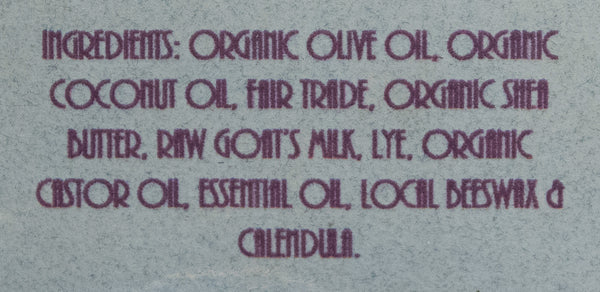 INGREDIENTS: ORGANIC OLIVE OIL, ORGANIC
COCONUT OIL, FAIR TRADE, ORGANIC SHEA
BUTTER, RAW GOAT'S MILK, LYE, ORGANIC
CASTOR OIL, ESSENTIAL OIL, LOCAL BEESWAX &
CALENDULA.